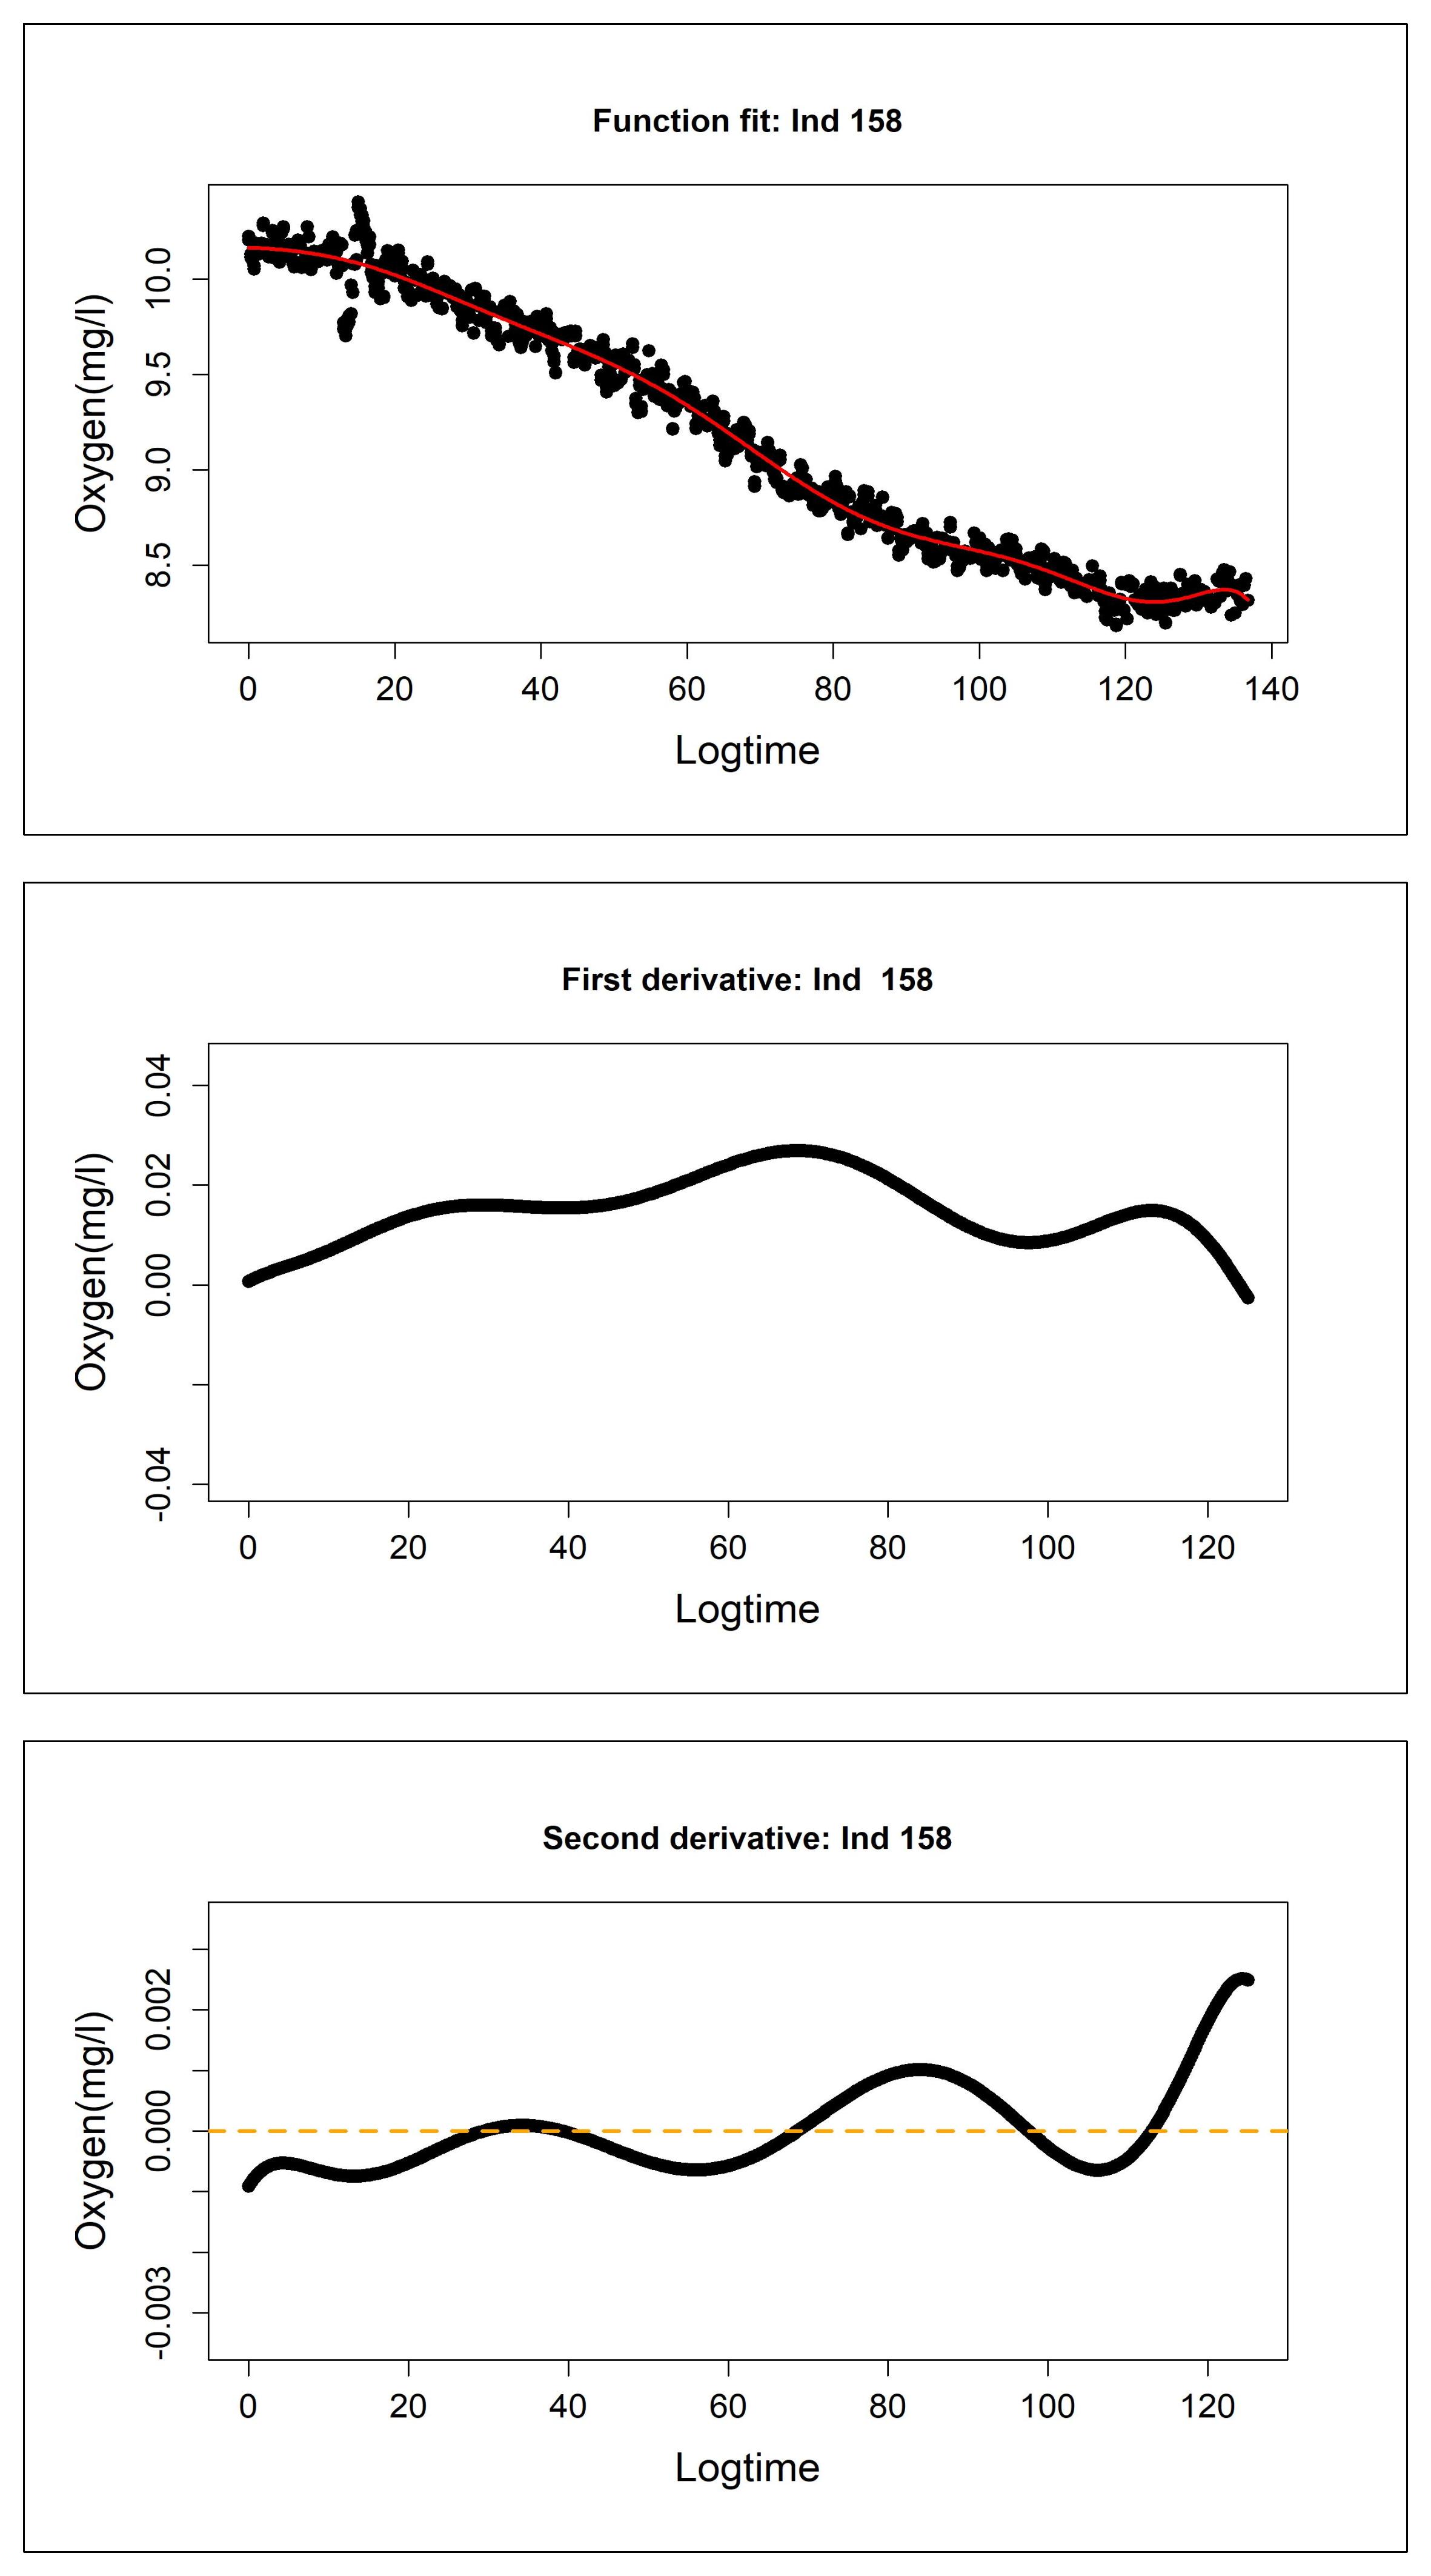 Function fit: Ind 158
Oxygen(mg/l)
10.0
9.5
9.0
8.5
0 20 40 60 80 100 120 140
Logtime
First derivative: Ind  158
Oxygen(mg/l)
0.04
0.02
0.00
-0.04
0 20 40 60 80 100 120
Logtime
Second derivative: Ind 158
Oxygen(mg/l)
0.002
0.000
-0.003
0 20 40 60 80 100 120
Logtime